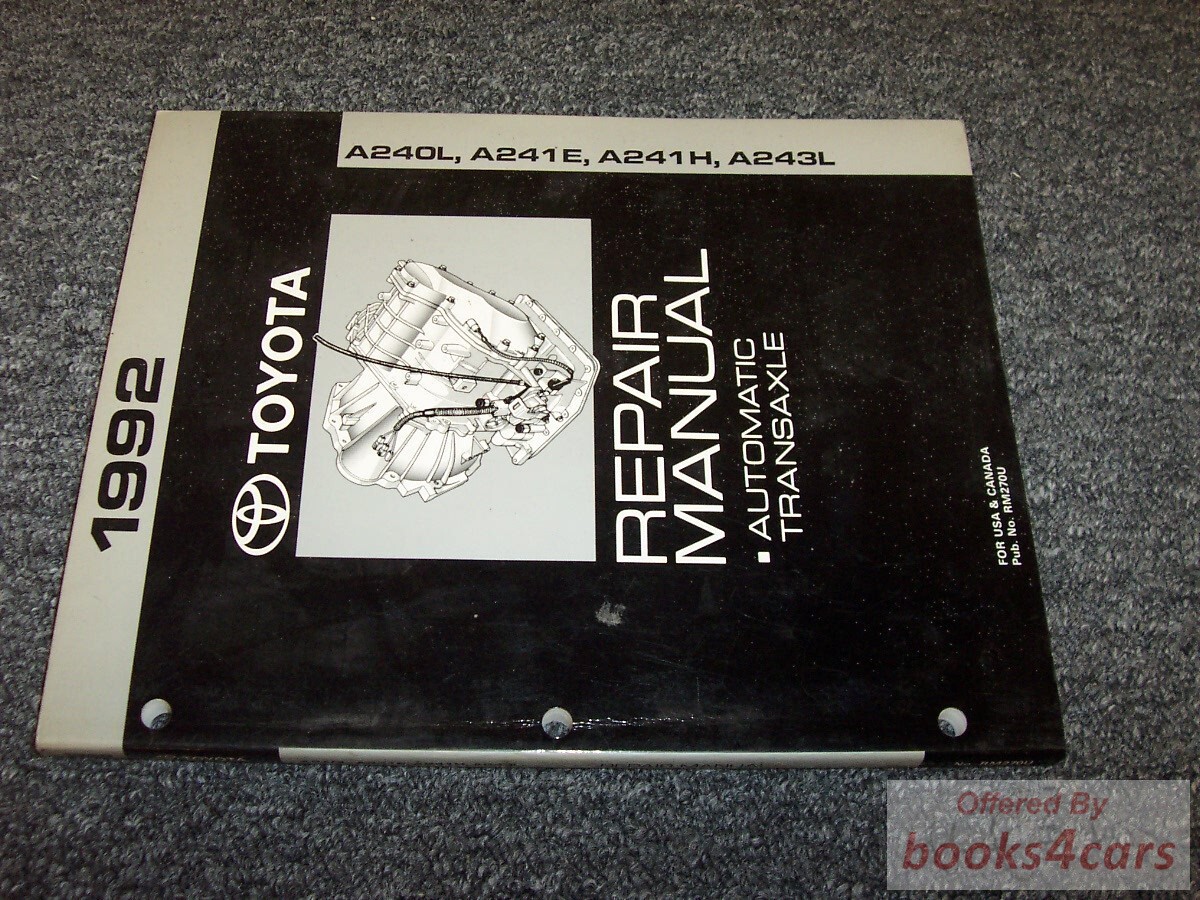 1992
A240L, A241E, A241H, A243L
TOYOTA
REPAIR
MANUAL
▪ AUTOMATIC
TRANSAXLE
FOR USA & CANADA
Pub. No. RM270U
Offered By
books4cars